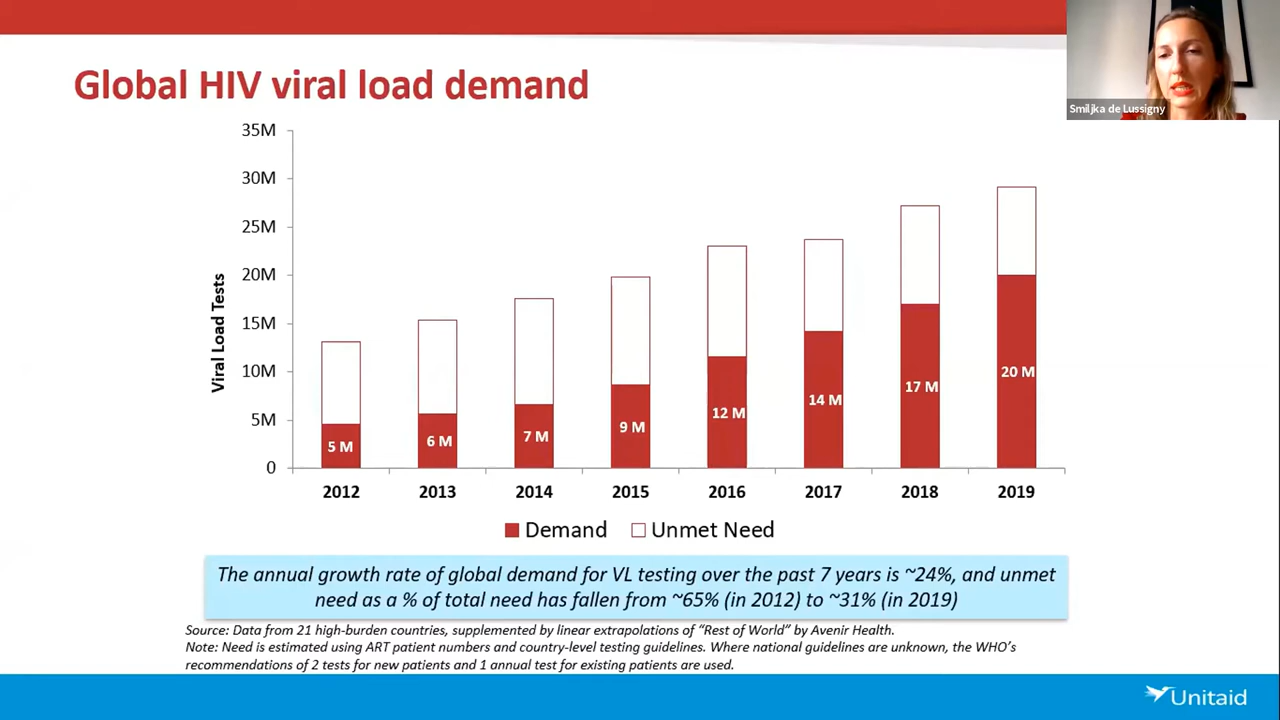 Global HIV viral load demand
Smiljka de Lussigny
35M
30M
25M
20M
15M
10M
5M
0
Viral Load Tests
5 M
6 M
7 M
9 M
12 M
14 M
17 M
20 M
2012
2013
2014
2015
2016
2017
2018
2019
Demand
Unmet Need
The annual growth rate of global demand for VL testing over the past 7 years is ~24%, and unmet
need as a % of total need has fallen from ~65% (in 2012) to ~31% (in 2019)
Source: Data from 21 high-burden countries, supplemented by linear extrapolations of “Rest of World” by Avenir Health.
Note: Need is estimated using ART patient numbers and country-level testing guidelines. Where national guidelines are unknown, the WHO’s
recommendations of 2 tests for new patients and 1 annual test for existing patients are used.
Unitaid